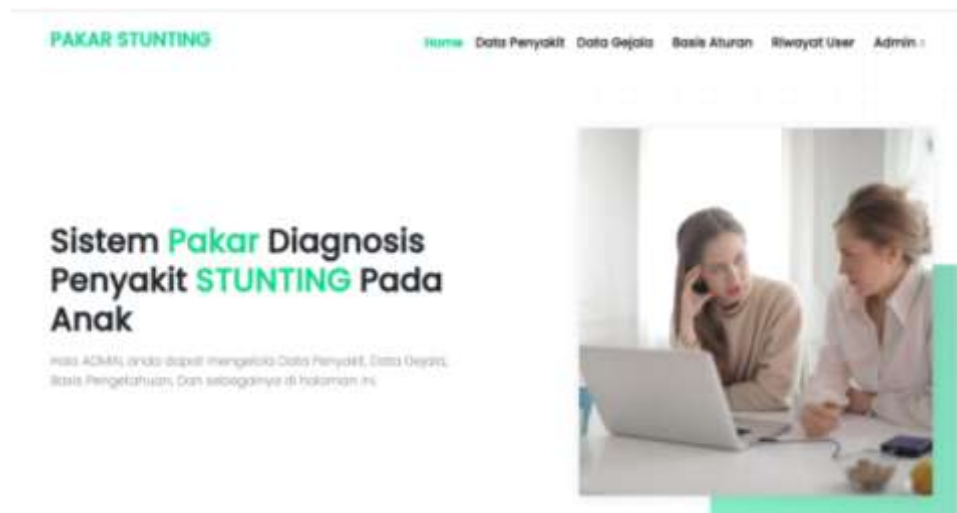 PAKAR STUNTING
Home Data Penyakit Data Gejala Basis Aturan Riwayat User Admin
Sistem Pakar Diagnosis
Penyakit STUNTING Pada
Anak
Halo ADMIN, anda dapat mengelola Data Penyakit, Data Gejala,
Basis Pengetahuan, Dan sebagainya di halaman ini.